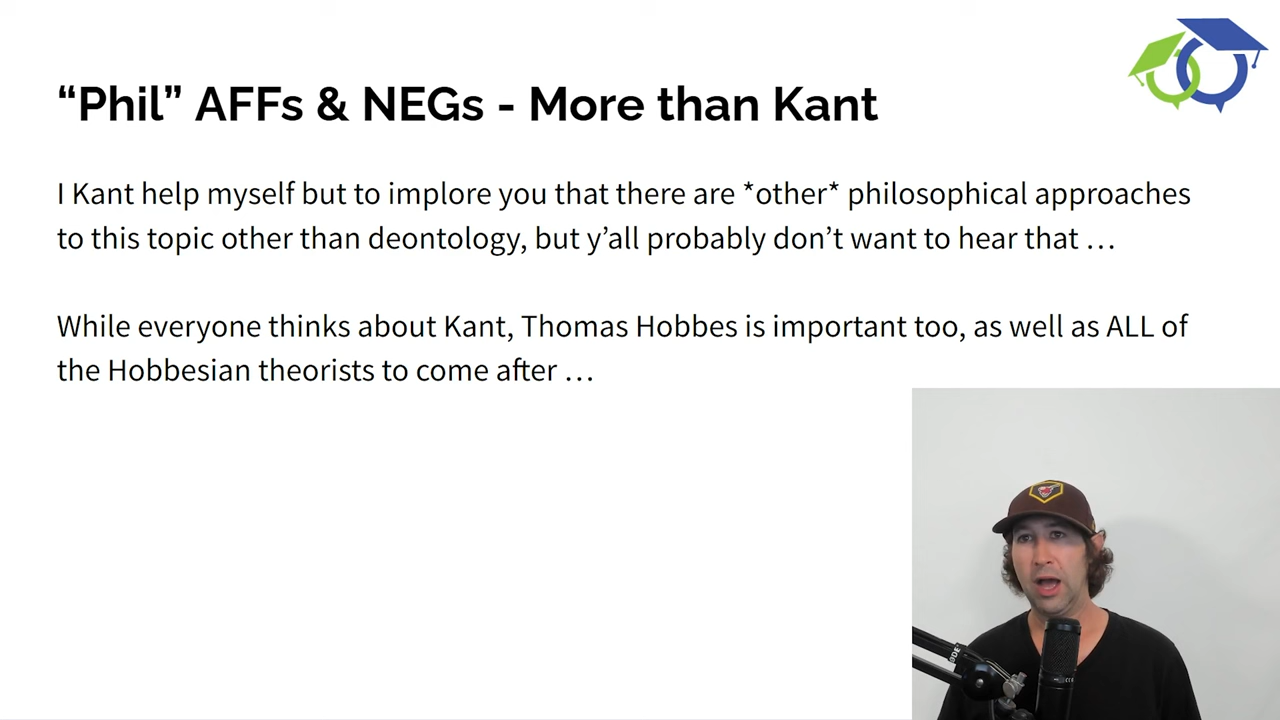 “Phil” AFFs & NEGs - More than Kant
I Kant help myself but to implore you that there are *other* philosophical approaches
to this topic other than deontology, but y’all probably don’t want to hear that …
While everyone thinks about Kant, Thomas Hobbes is important too, as well as ALL of
the Hobbesian theorists to come after …